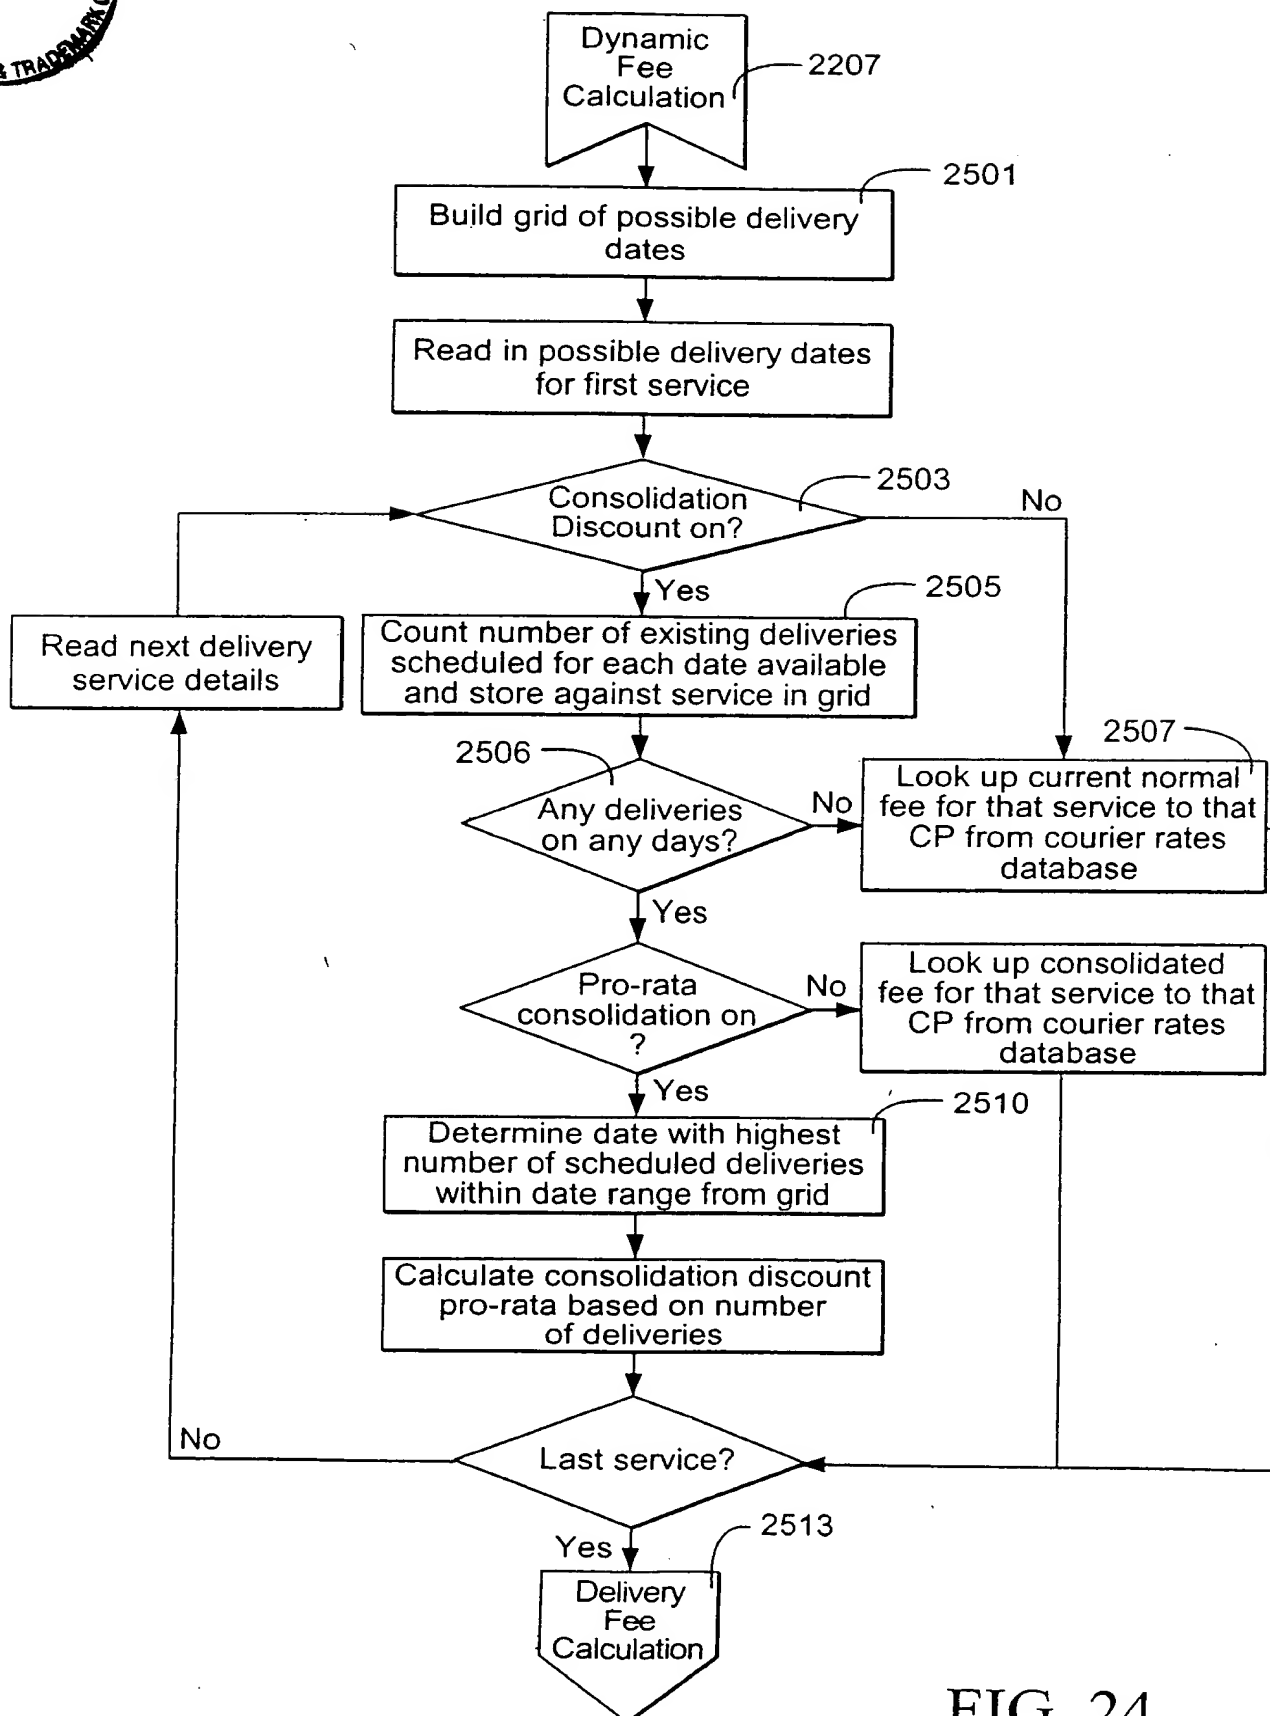 & TRADEMARK
Dynamic
Fee
Calculation
2207
2501
Build grid of possible delivery
dates
Read in possible delivery dates
for first service
2503
Consolidation
Discount on?
No
Yes
2505
Read next delivery
service details
Count number of existing deliveries
scheduled for each date available
and store against service in grid
2507
2506
Look up current normal
fee for that service to that
CP from courier rates
database
Any deliveries
on any days?
No
Yes
Look up consolidated
fee for that service to that
CP from courier rates
database
Pro-rata
consolidation on
?
No
Yes
2510
Determine date with highest
number of scheduled deliveries
within date range from grid
Calculate consolidation discount
pro-rata based on number
of deliveries
No
Last service?
Yes
2513
Delivery
Fee
Calculation
FIG. 24